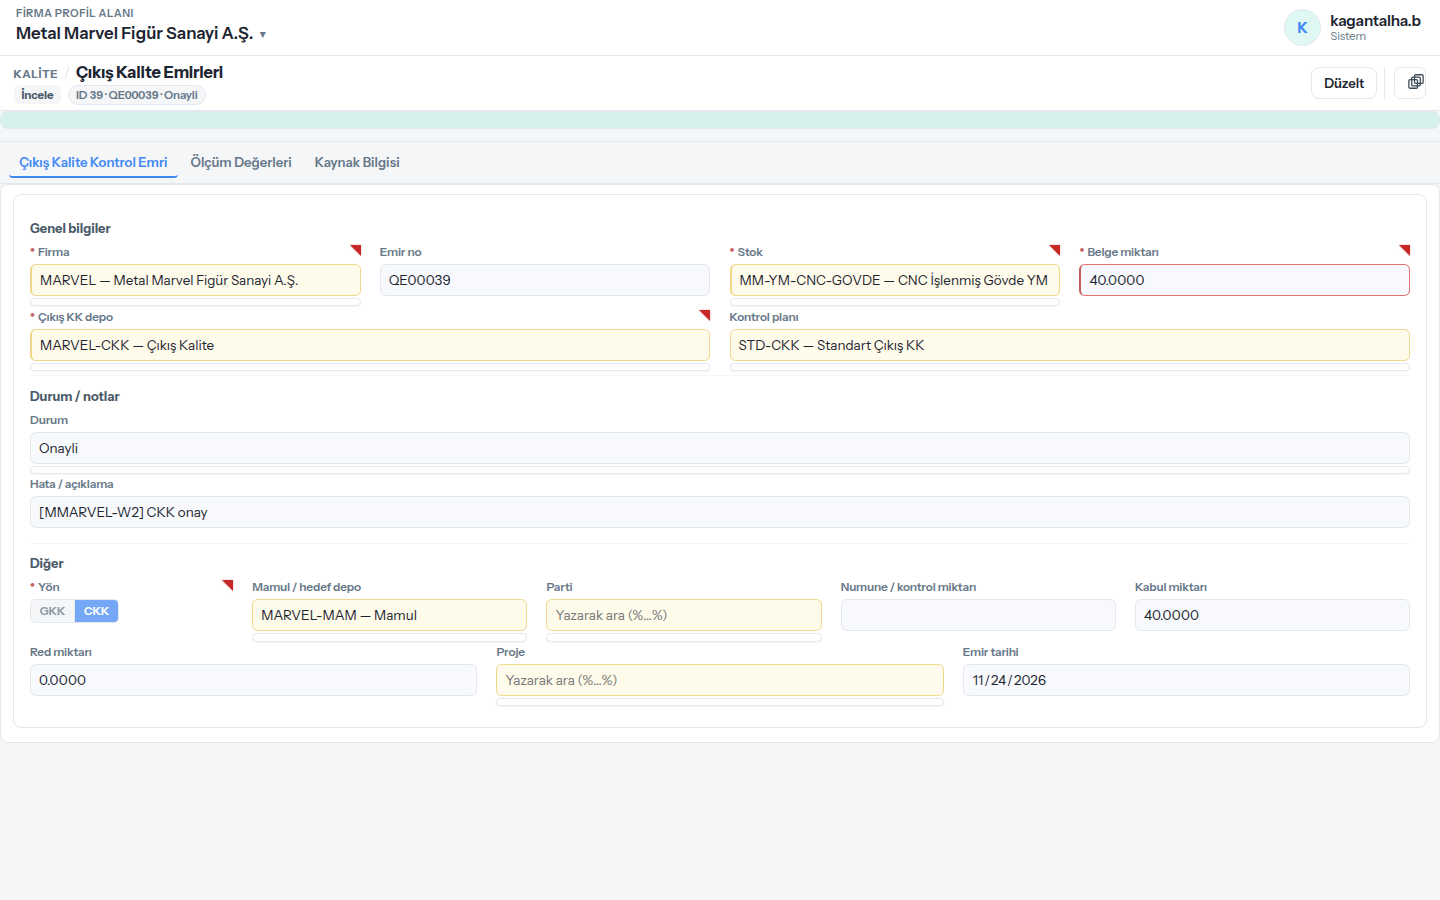 FİRMA PROFİL ALANI
Metal Marvel Figür Sanayi A.Ş. ▾
K
kagantalha.b
Sistem
KALİTE / Çıkış Kalite Emirleri
İncele
ID 39·QE00039·Onayli
Düzelt
Çıkış Kalite Kontrol Emri
Ölçüm Değerleri
Kaynak Bilgisi
Genel bilgiler
* Firma
Emir no
* Stok
* Belge miktarı
MARVEL — Metal Marvel Figür Sanayi A.Ş.
QE00039
MM-YM-CNC-GOVDE — CNC İşlenmiş Gövde YM
40.0000
* Çıkış KK depo
Kontrol planı
MARVEL-CKK — Çıkış Kalite
STD-CKK — Standart Çıkış KK
Durum / notlar
Durum
Onayli
Hata / açıklama
[MMARVEL-W2] CKK onay
Diğer
* Yön
Mamul / hedef depo
Parti
Numune / kontrol miktarı
Kabul miktarı
GKK
CKK
MARVEL-MAM — Mamul
Yazarak ara (%...%)
40.0000
Red miktarı
Proje
Emir tarihi
0.0000
Yazarak ara (%...%)
11/24/2026